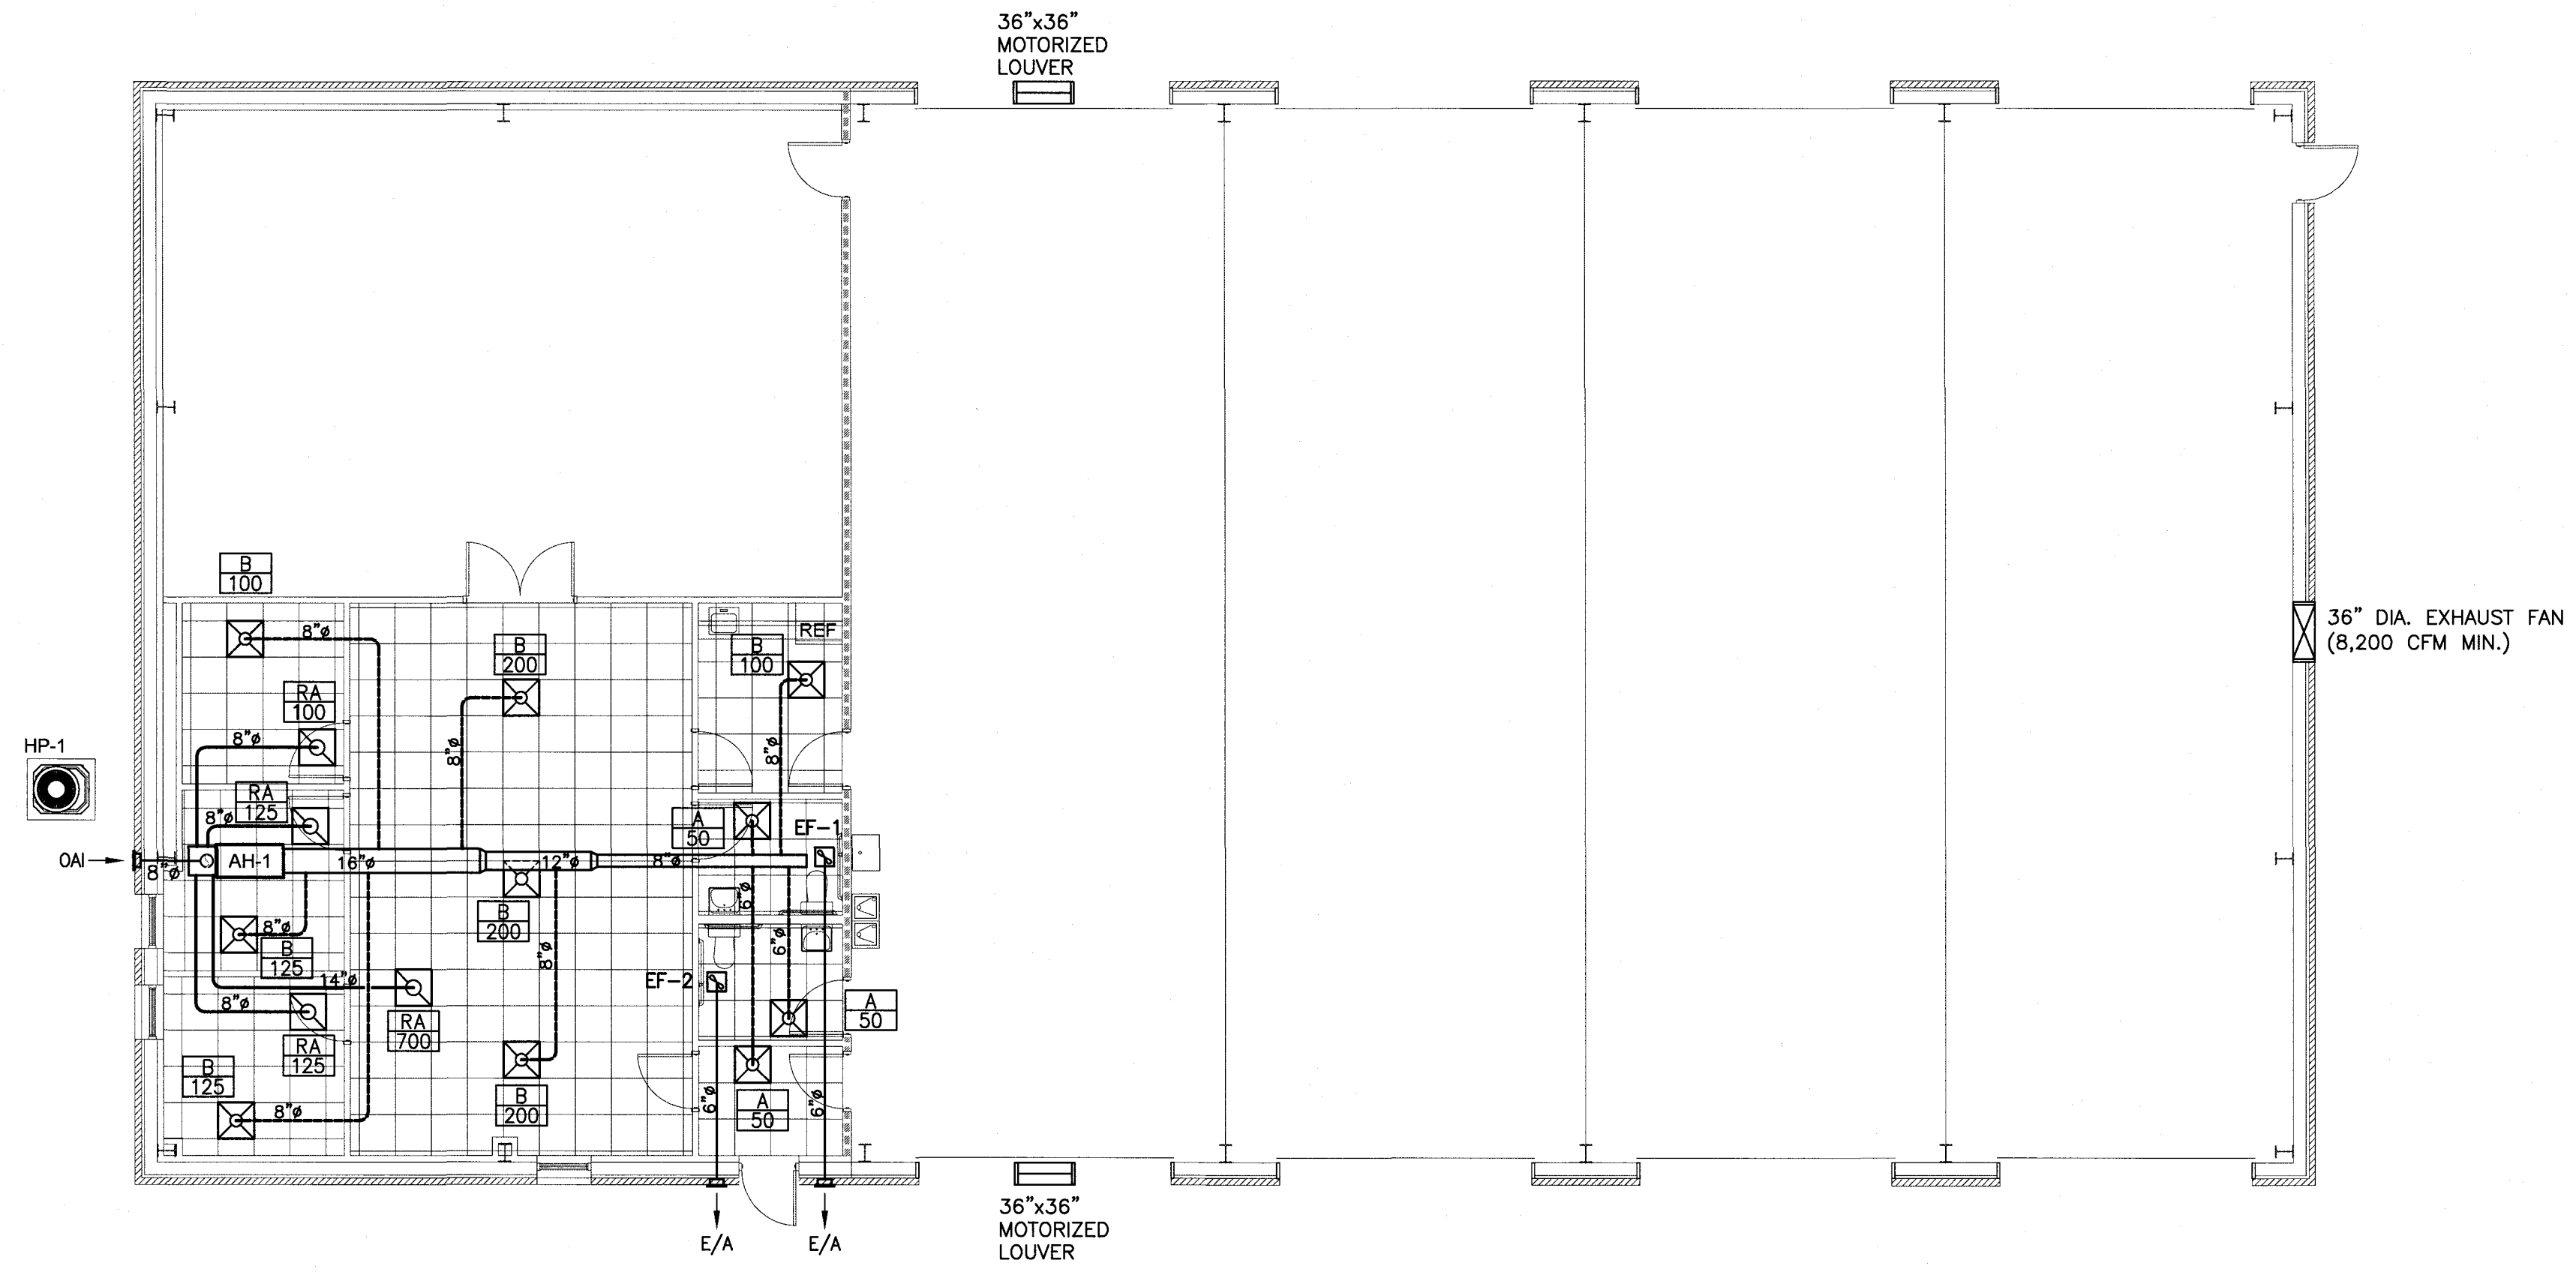 36"x36"
MOTORIZED
LOUVER
B
100
B
200
REF
B
100
36" DIA. EXHAUST FAN
(8,200 CFM MIN.)
8"ø
RA
100
8"ø
HP-1
8"ø
8"ø
RA
125
8"ø
A
50
EF-1
OAI
8"ø
AH-1
16"ø
12"ø
8"ø
6"ø
8"ø
B
125
B
200
6"ø
8"ø
14"ø
EF-2
8"ø
RA
700
A
50
RA
125
B
125
8"ø
B
200
6"ø
A
50
6"ø
36"x36"
MOTORIZED
LOUVER
E/A
E/A